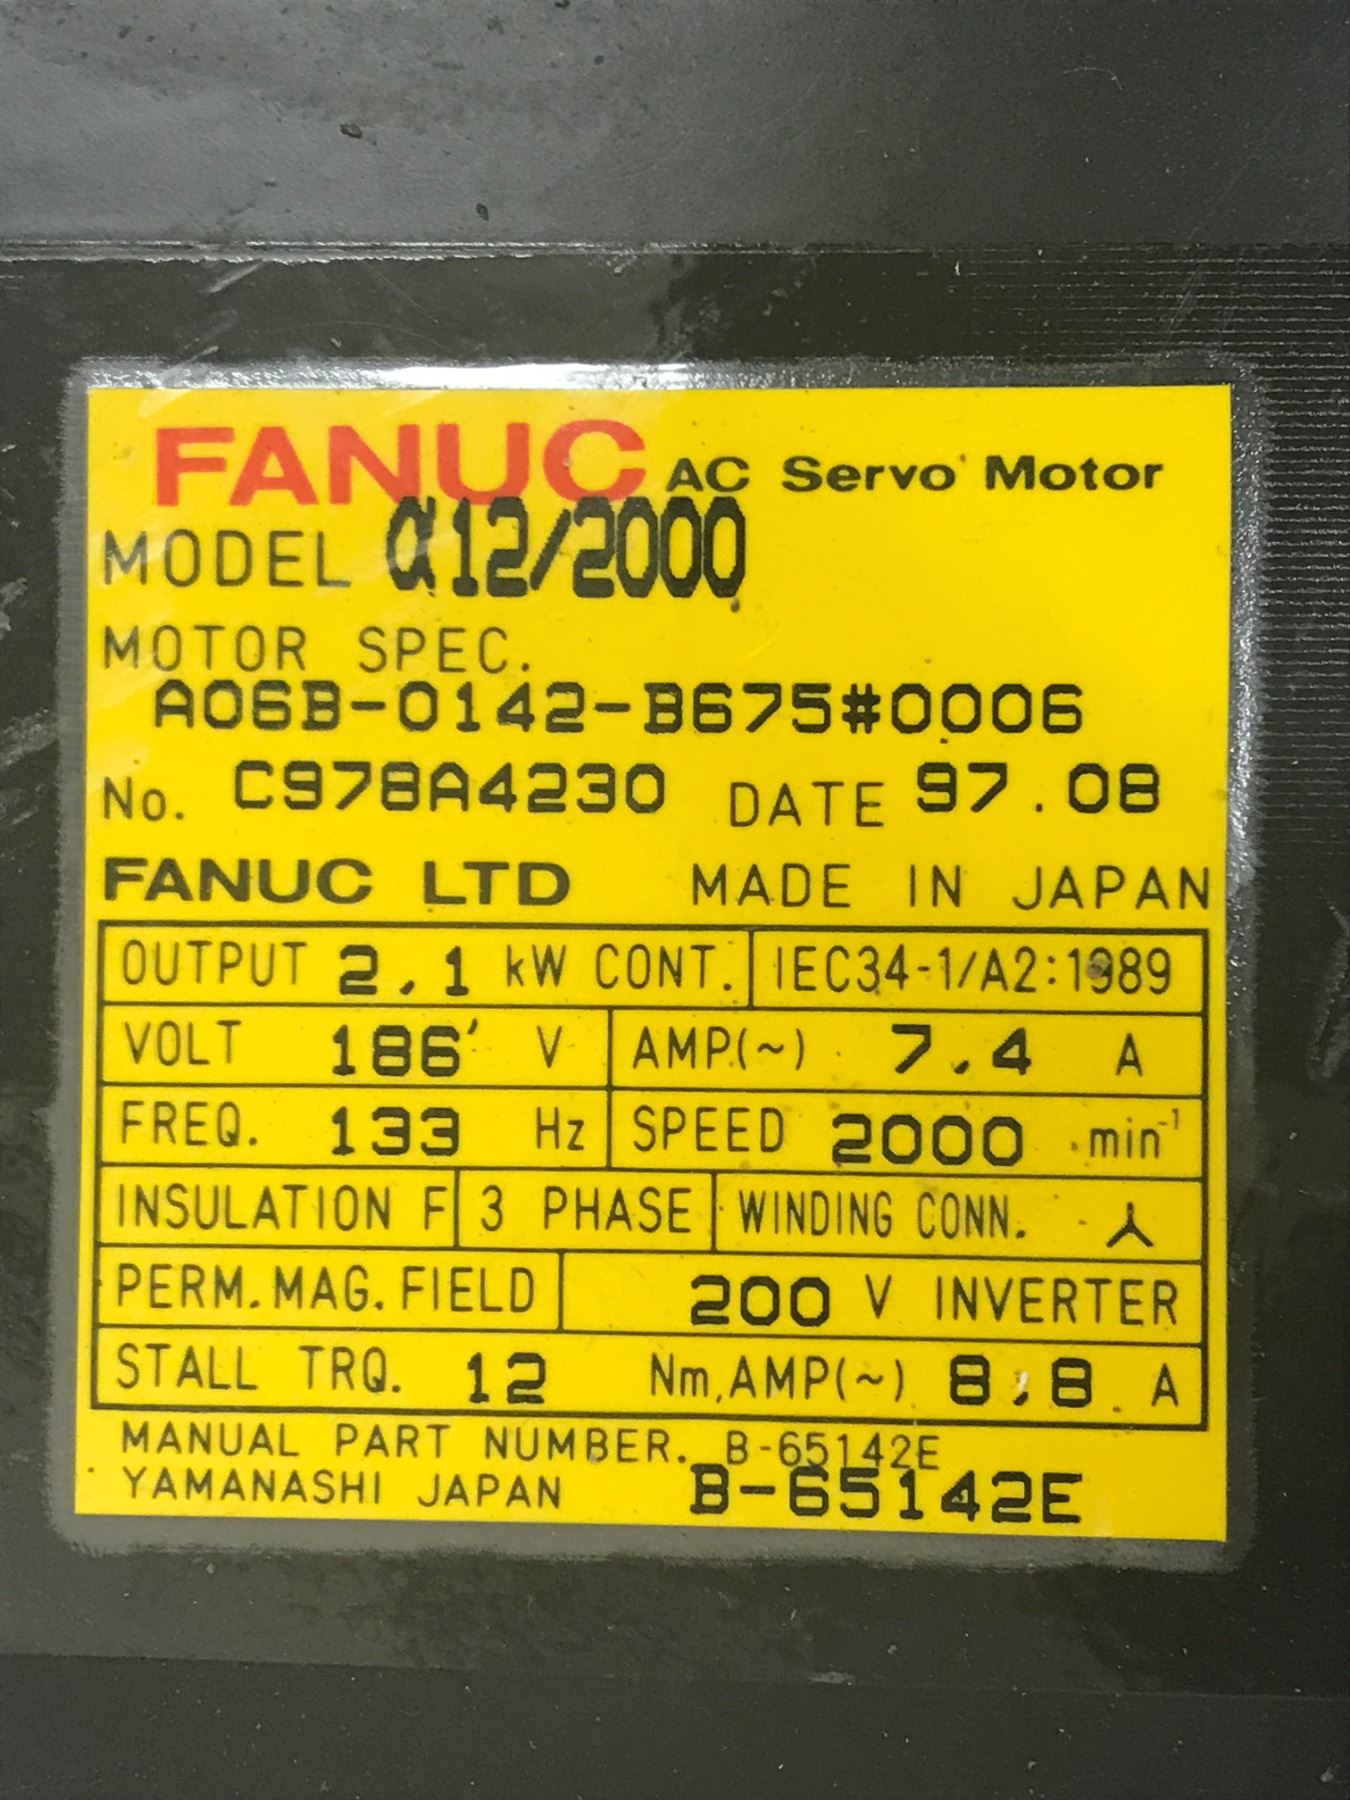 FANUC AC Servo Motor
MODEL α12/2000
MOTOR SPEC.
A06B-0142-B675#0006
No. C978A4230 DATE 97.08
FANUC LTD MADE IN JAPAN
OUTPUT 2.1 kW CONT. IEC34-1/A2:1989
VOLT 186 V AMP.(~) 7.4 A
FREQ. 133 Hz SPEED 2000 min⁻¹
INSULATION F 3 PHASE WINDING CONN. 人
PERM.MAG.FIELD 200 V INVERTER
STALL TRQ. 12 Nm,AMP(~) 8.8 A
MANUAL PART NUMBER. B-65142E
YAMANASHI JAPAN B-65142E